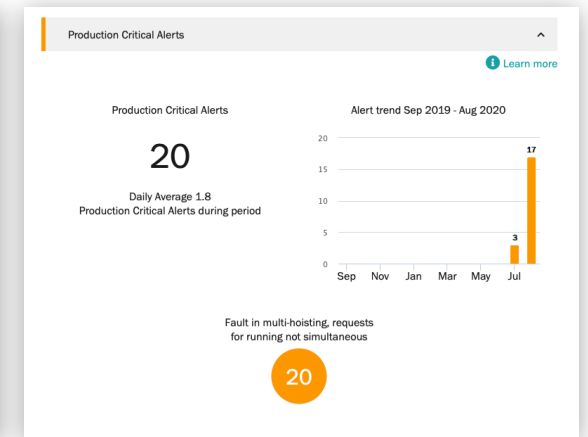 Production Critical Alerts
Learn more
Production Critical Alerts
20
Daily Average 1.8
Production Critical Alerts during period
Alert trend Sep 2019 - Aug 2020
20
15
10
5
0
17
3
Sep Nov Jan Mar May Jul
Fault in multi-hoisting, requests
for running not simultaneous
20